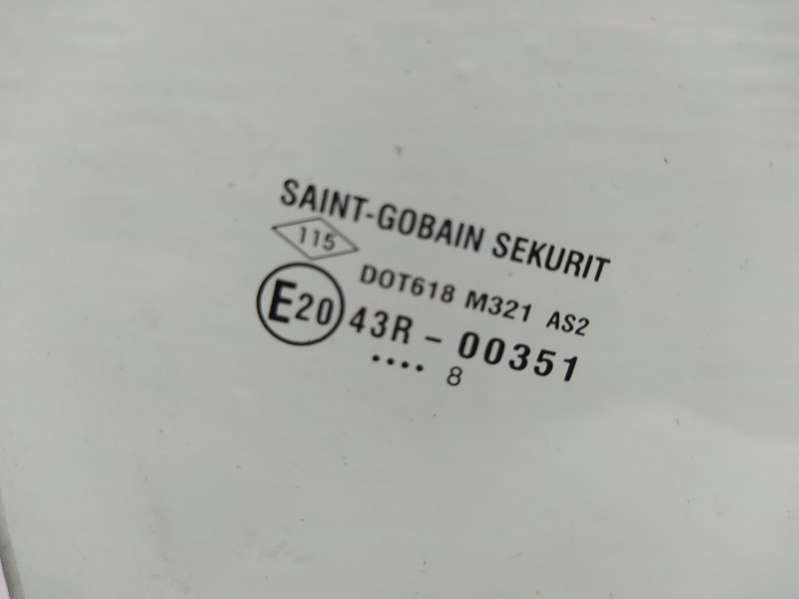 SAINT-GOBAIN SEKURIT
115
DOT618 M321 AS2
E20 43R - 00351
.... 8